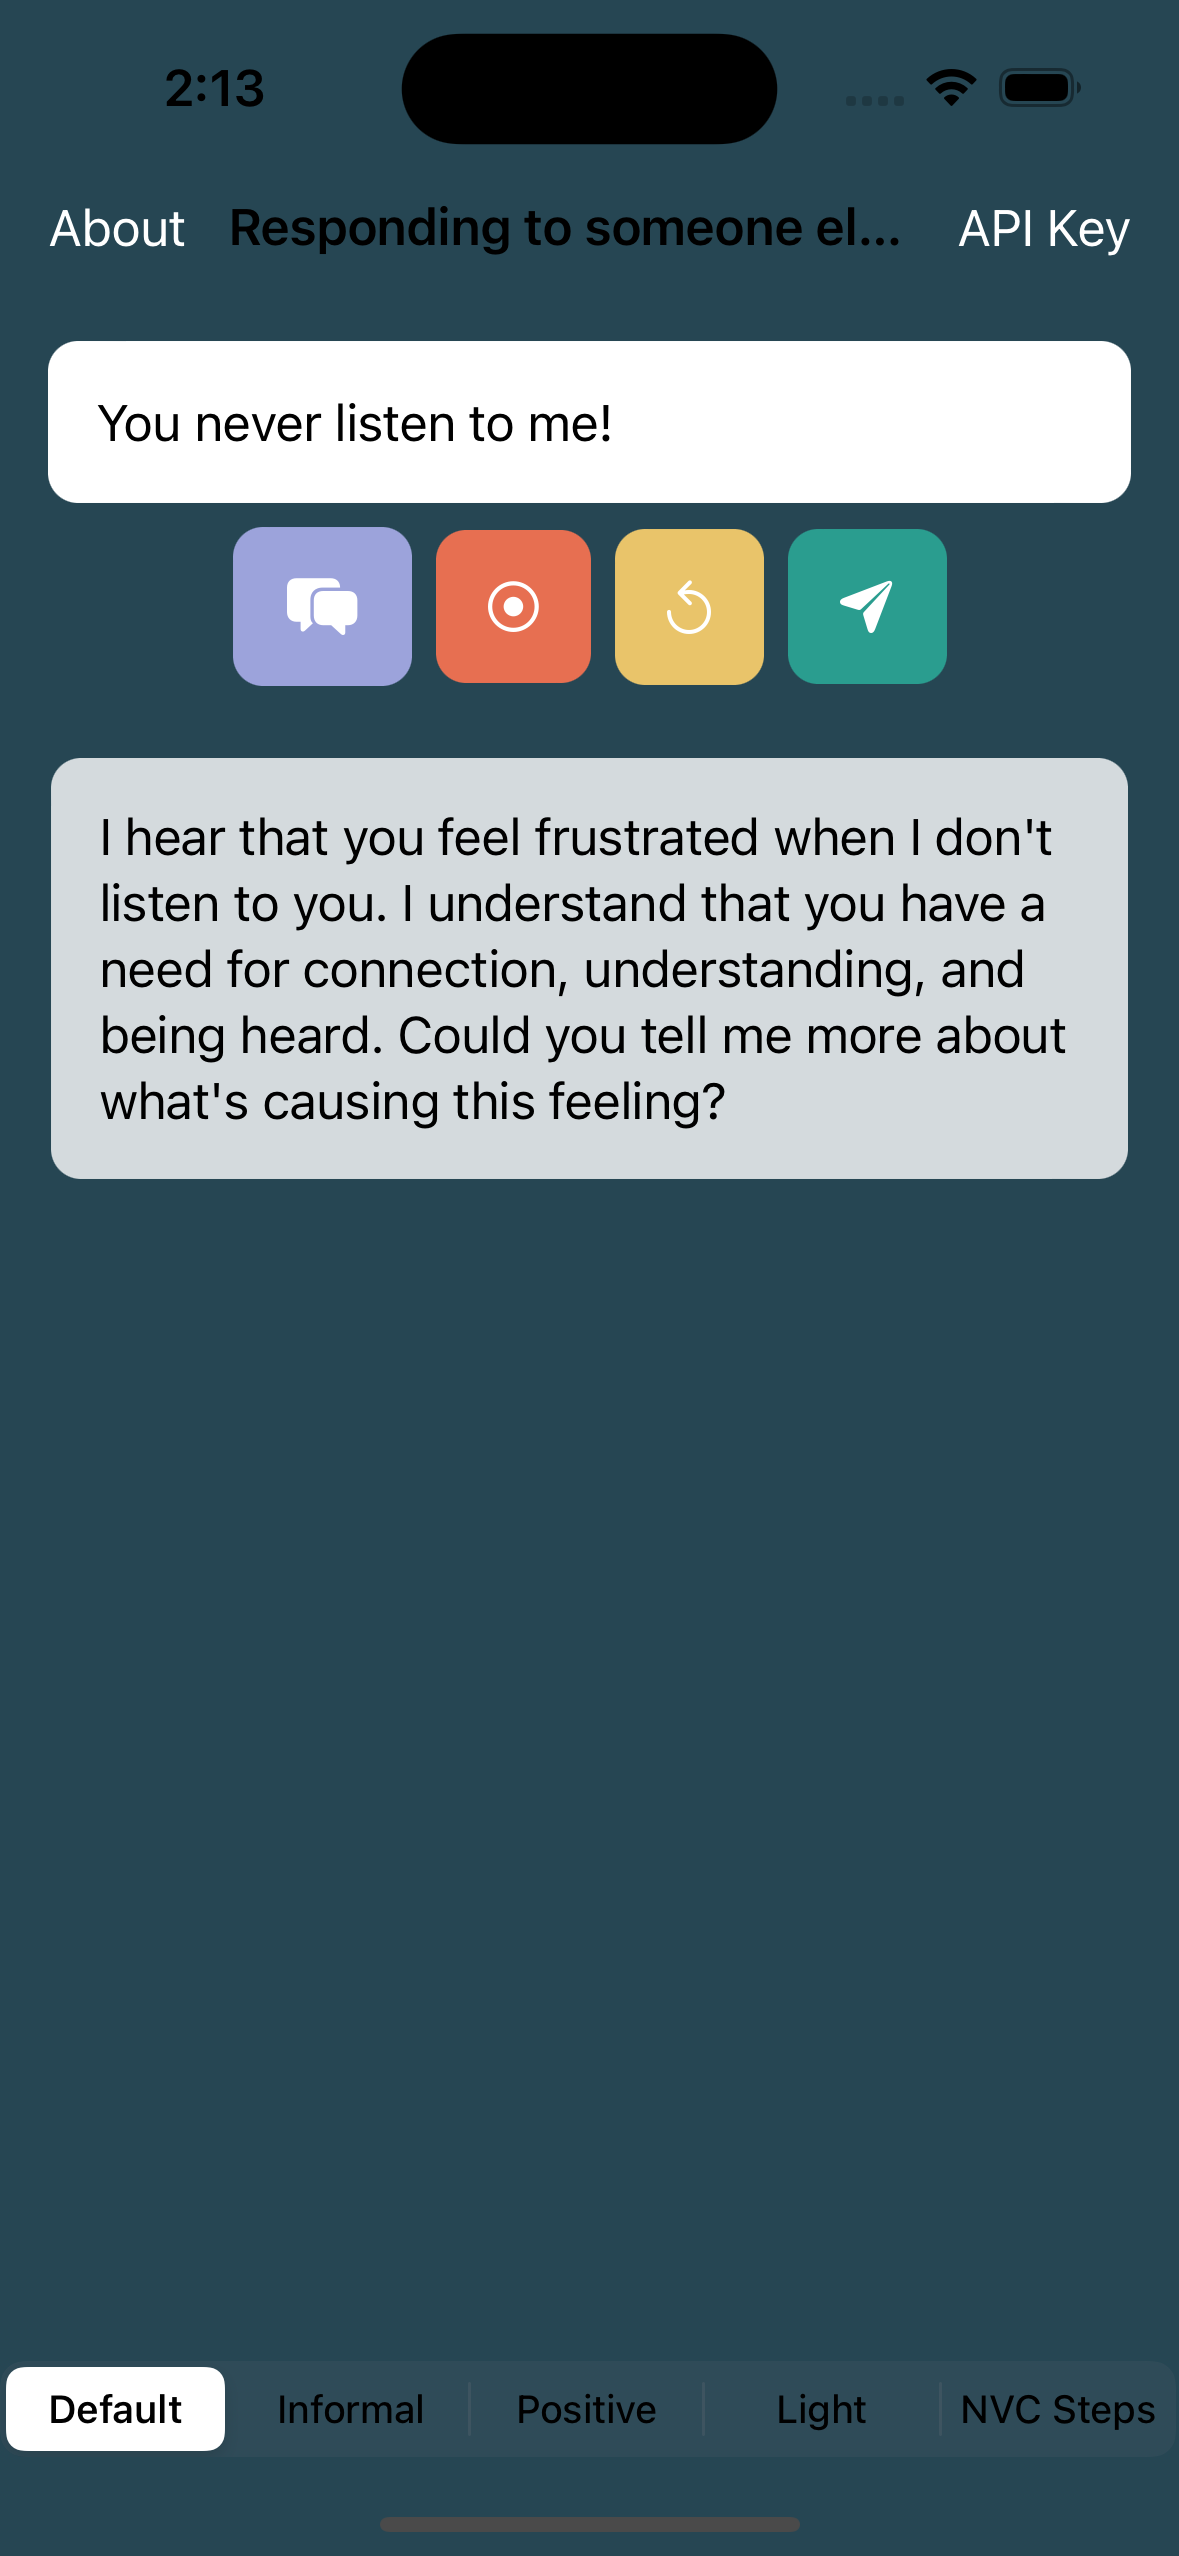 2:13
About Responding to someone el... API Key
You never listen to me!
I hear that you feel frustrated when I don't
listen to you. I understand that you have a
need for connection, understanding, and
being heard. Could you tell me more about
what's causing this feeling?
Default Informal Positive Light NVC Steps